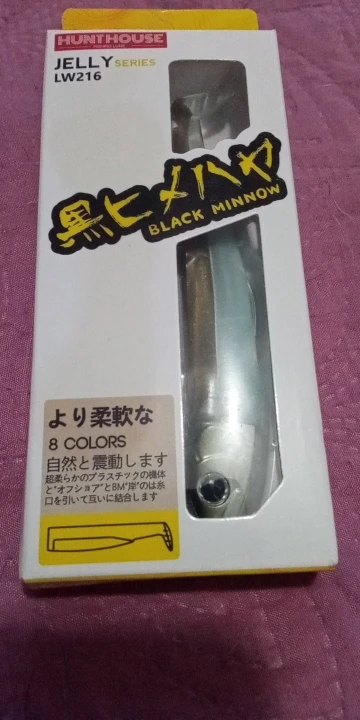 HUNTHOUSE
FISHING LURE
JELLY SERIES
LW216
黒ヒメハヤ
BLACK MINNOW
より柔軟な
8 COLORS
自然と震動します
超柔らかのプラスチックの機体
と"オフショア"とBM"岸"のは糸
口を引いて互いに結合します